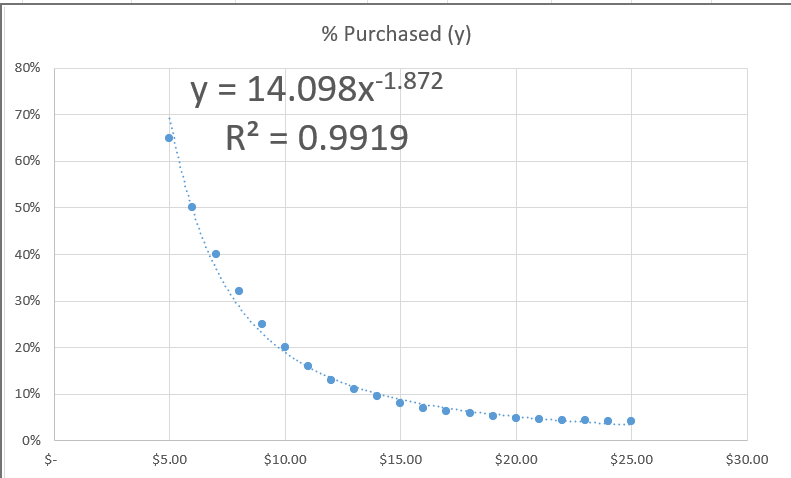 % Purchased (y)
y = 14.098x⁻¹·⁸⁷²
R² = 0.9919
80%
70%
60%
50%
40%
30%
20%
10%
0%
$- $5.00 $10.00 $15.00 $20.00 $25.00 $30.00